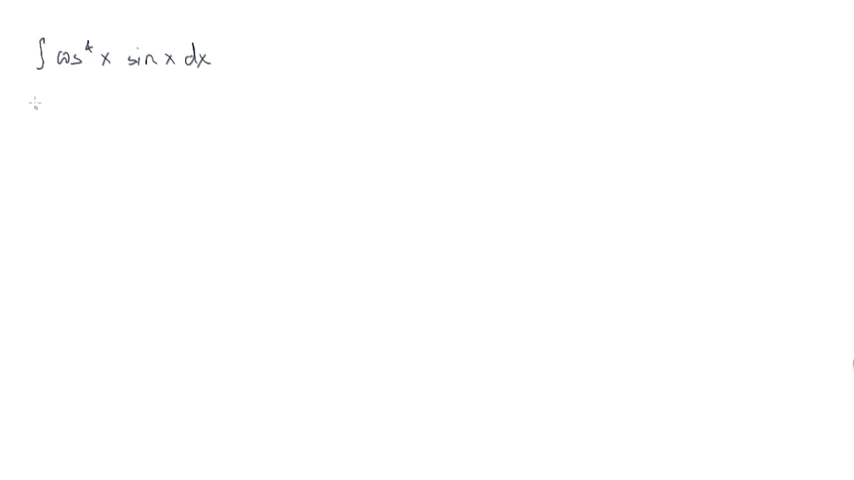 ∫ cos⁴ x sin x dx